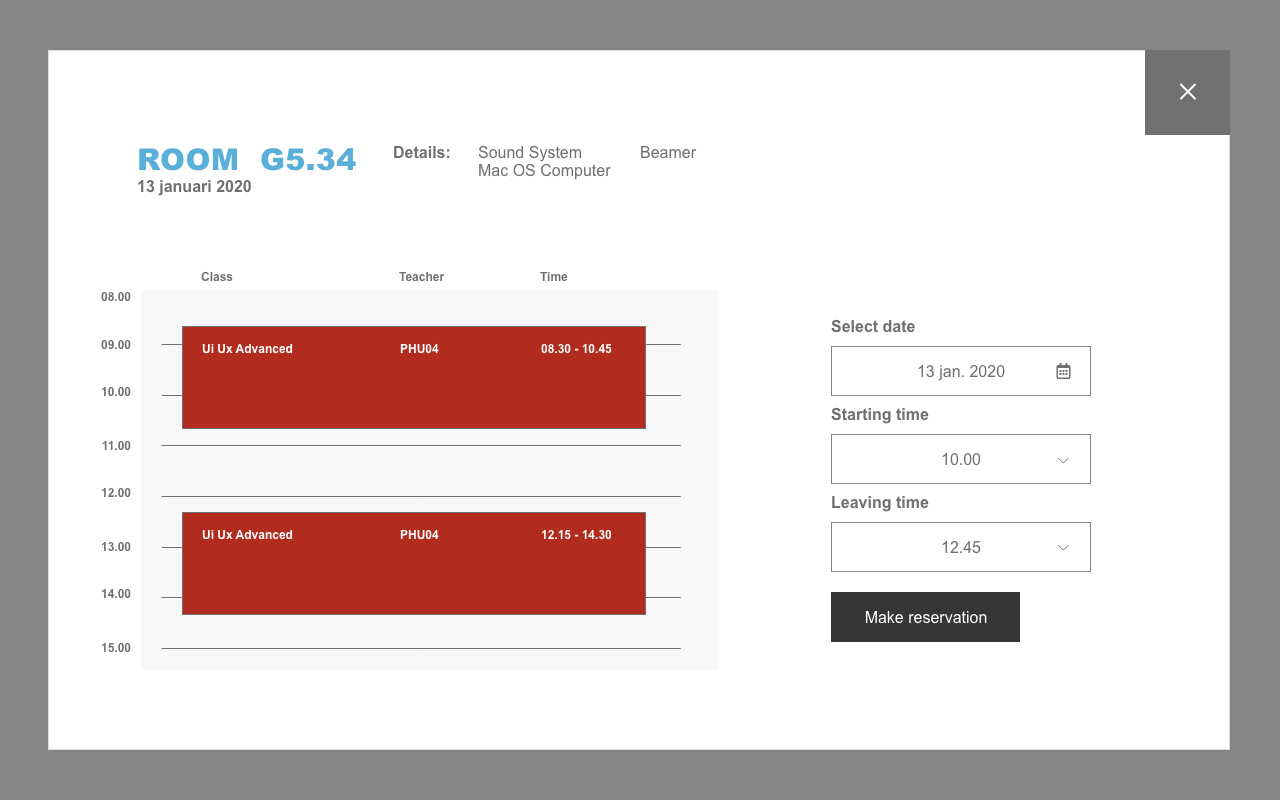 ROOM G5.34
13 januari 2020
Details:
Sound System
Beamer
Mac OS Computer
Class Teacher Time
08.00
09.00
Ui Ux Advanced PHU04 08.30 - 10.45
10.00
11.00
12.00
Ui Ux Advanced PHU04 12.15 - 14.30
13.00
14.00
15.00
Select date
13 jan. 2020
Starting time
10.00
Leaving time
12.45
Make reservation